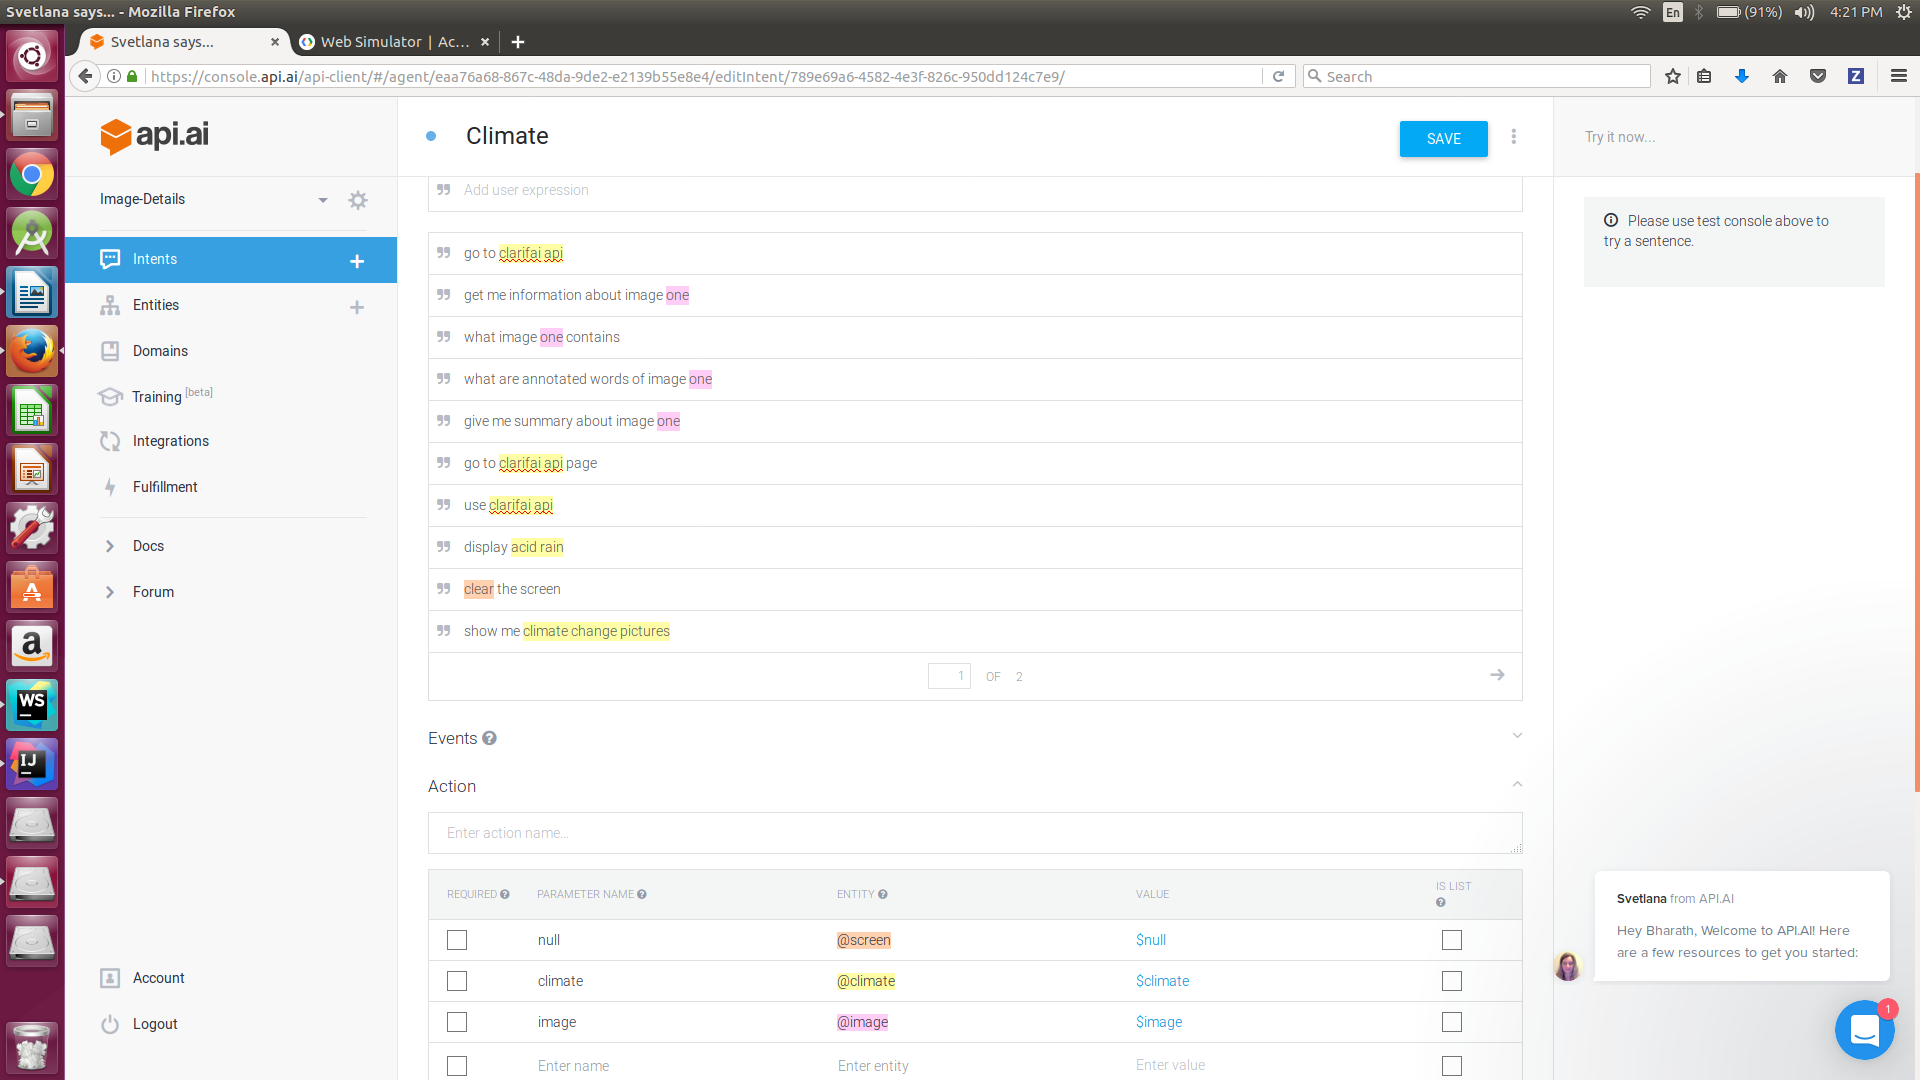 Svetlana says... - Mozilla Firefox
En (91%) 4:21 PM
Svetlana says... × Web Simulator | Ac... × +
https://console.api.ai/api-client/#/agent/eaa76a68-867c-48da-9de2-e2139b55e8e4/editIntent/789e69a6-4582-4e3f-826c-950dd124c7e9/
Search
Z
api.ai
Climate
SAVE
Try it now...
Image-Details
Intents +
Entities +
Domains
Training [beta]
Integrations
Fulfillment
Docs
Forum
Account
Logout
Add user expression
go to clarifai api
get me information about image one
what image one contains
what are annotated words of image one
give me summary about image one
go to clarifai api page
use clarifai api
display acid rain
clear the screen
show me climate change pictures
1 OF 2
Events ?
Action
Enter action name...
REQUIRED ? PARAMETER NAME ? ENTITY ? VALUE IS LIST ?
null @screen $null
climate @climate $climate
image @image $image
Enter name Enter entity Enter value
Please use test console above to
try a sentence.
Svetlana from API.AI
Hey Bharath, Welcome to API.AI! Here
are a few resources to get you started:
1
WS
IJ